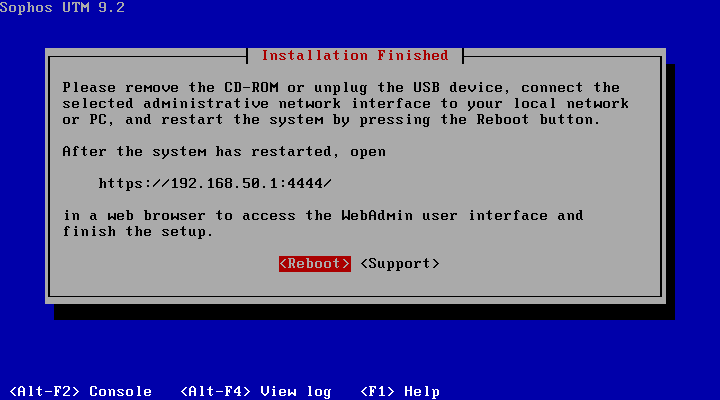 Sophos UTM 9.2
Installation Finished
Please remove the CD-ROM or unplug the USB device, connect the
selected administrative network interface to your local network
or PC, and restart the system by pressing the Reboot button.
After the system has restarted, open
https://192.168.50.1:4444/
in a web browser to access the WebAdmin user interface and
finish the setup.
<Reboot> <Support>
<Alt-F2> Console <Alt-F4> View log <F1> Help